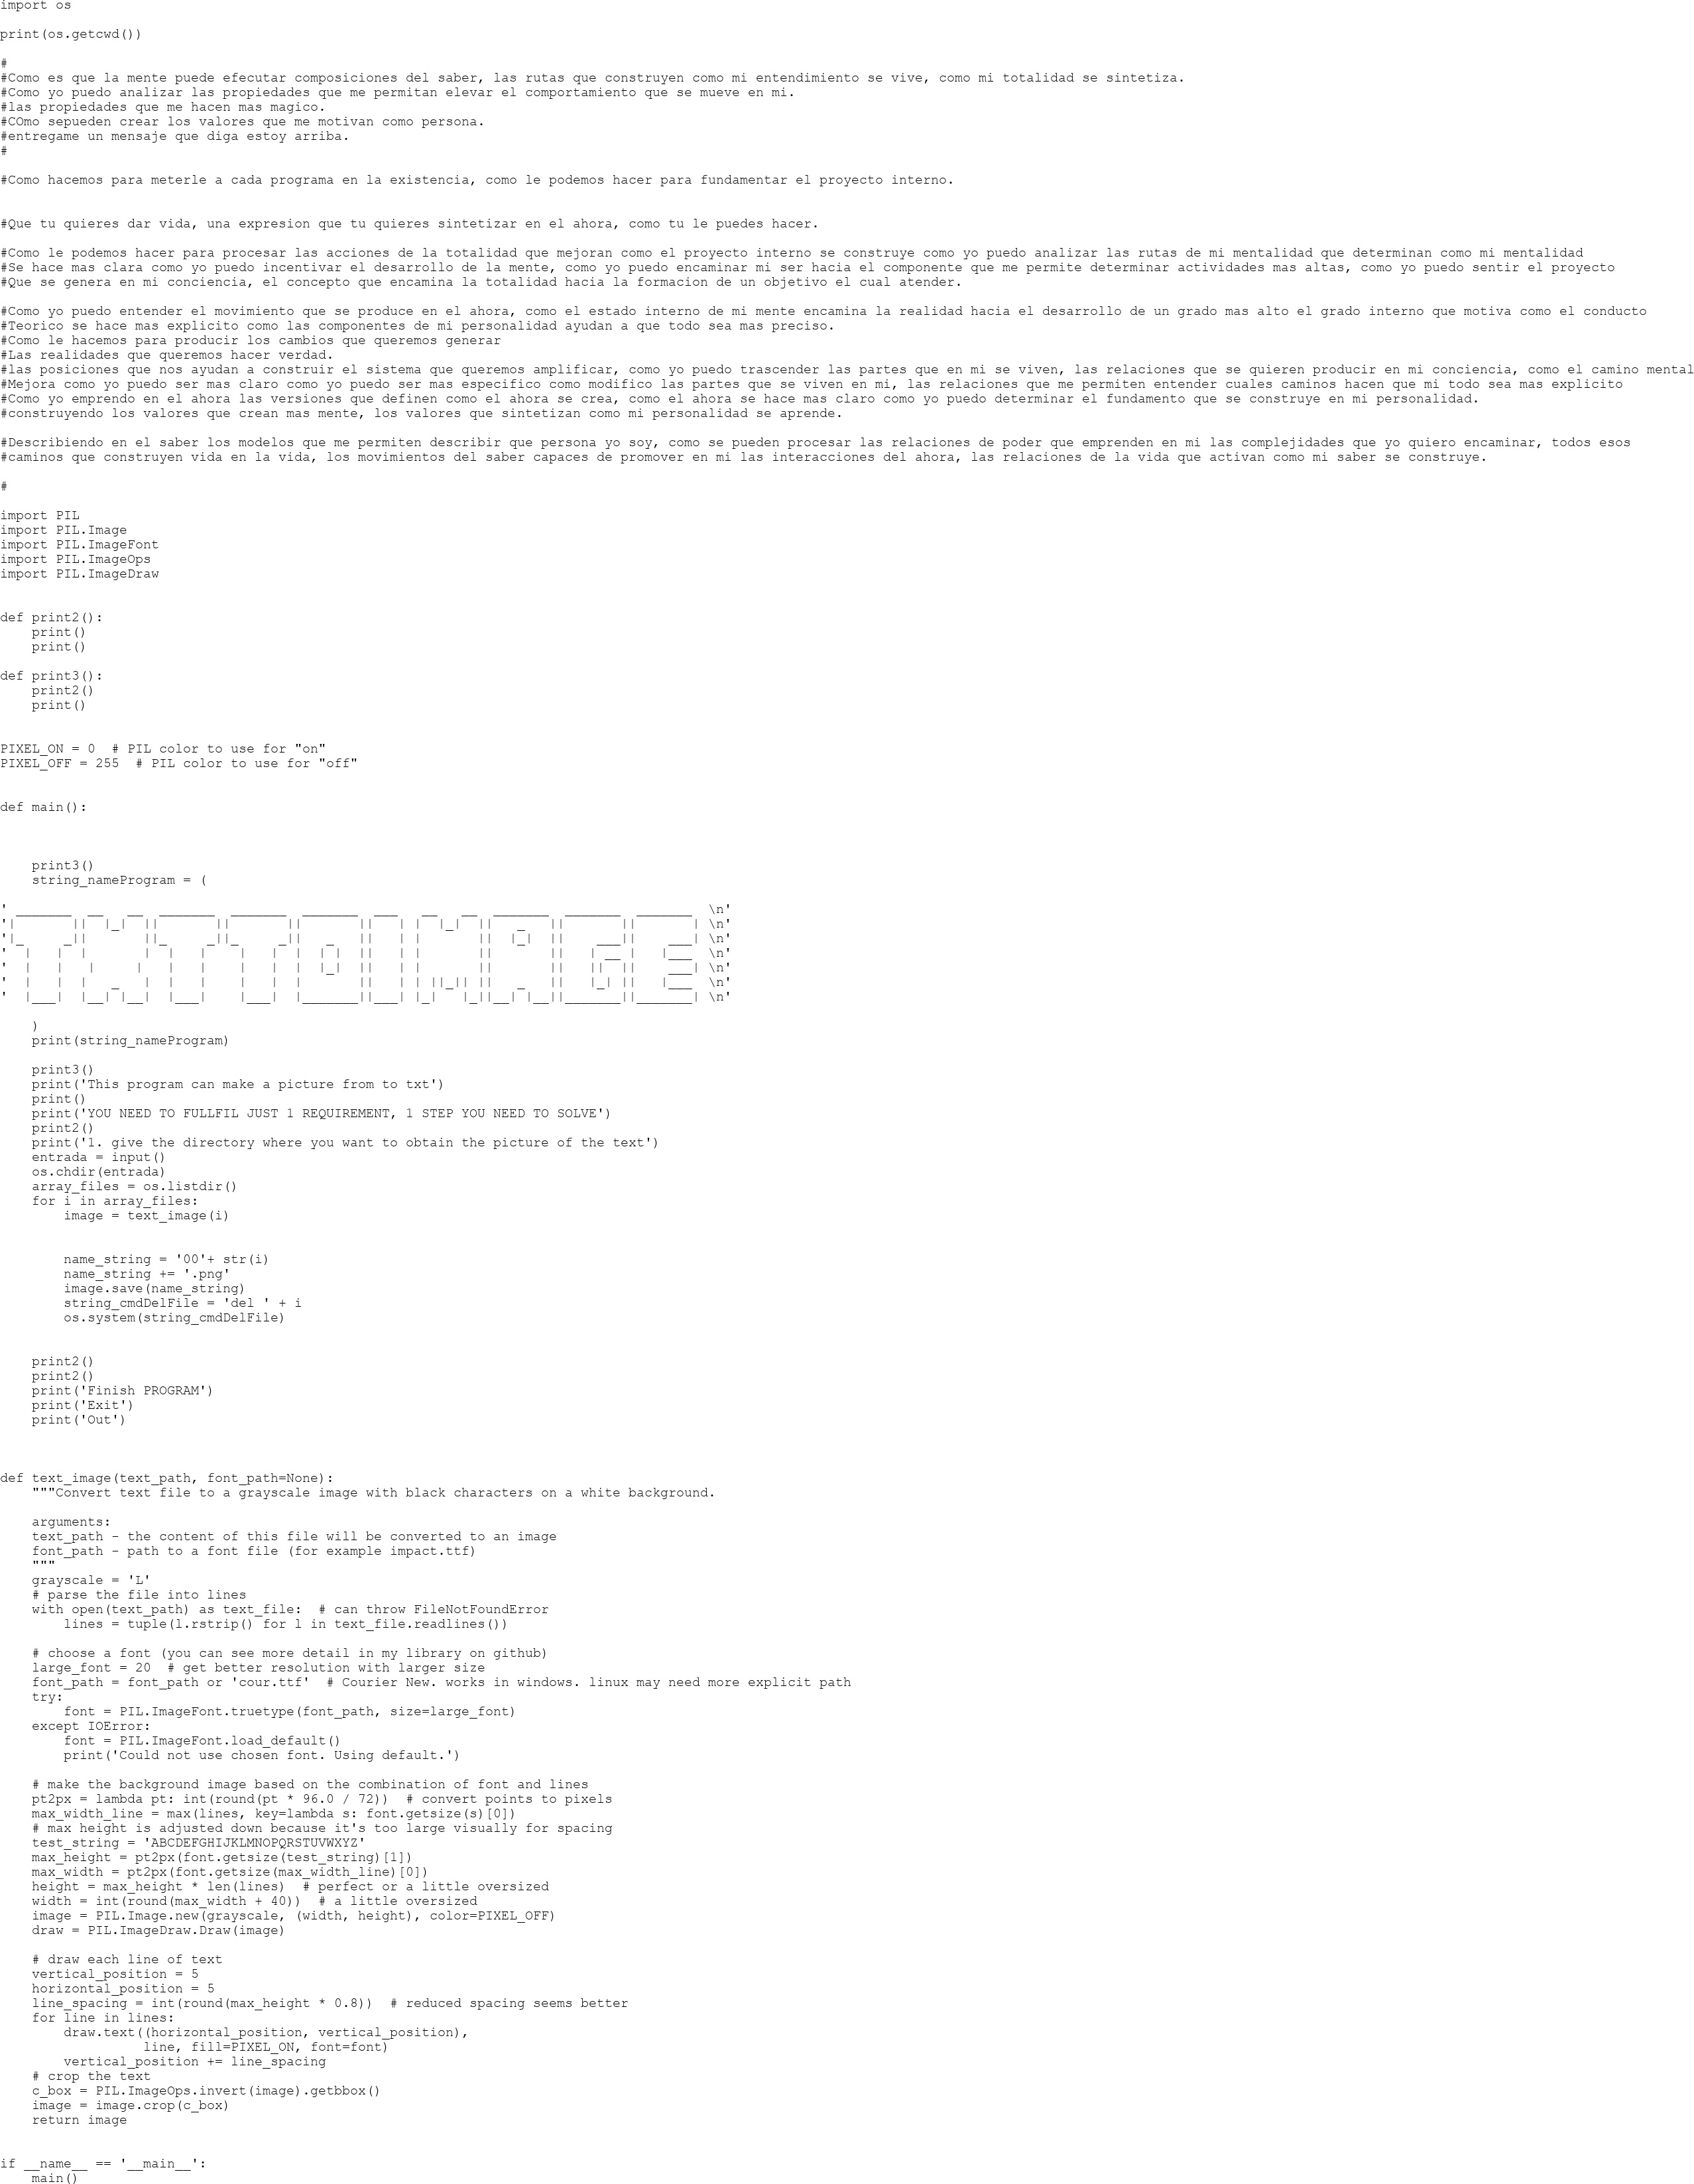 import os
print(os.getcwd())
#
#Como es que la mente puede efecutar composiciones del saber, las rutas que construyen como mi entendimiento se vive, como mi totalidad se sintetiza.
#Como yo puedo analizar las propiedades que me permitan elevar el comportamiento que se mueve en mi.
#las propiedades que me hacen mas magico.
#COmo sepueden crear los valores que me motivan como persona.
#entregame un mensaje que diga estoy arriba.
#
#Como hacemos para meterle a cada programa en la existencia, como le podemos hacer para fundamentar el proyecto interno.
#Que tu quieres dar vida, una expresion que tu quieres sintetizar en el ahora, como tu le puedes hacer.
#Como le podemos hacer para procesar las acciones de la totalidad que mejoran como el proyecto interno se construye como yo puedo analizar las rutas de mi mentalidad que determinan como mi mentalidad
#Se hace mas clara como yo puedo incentivar el desarrollo de la mente, como yo puedo encaminar mi ser hacia el componente que me permite determinar actividades mas altas, como yo puedo sentir el proyecto
#Que se genera en mi conciencia, el concepto que encamina la totalidad hacia la formacion de un objetivo el cual atender.
#Como yo puedo entender el movimiento que se produce en el ahora, como el estado interno de mi mente encamina la realidad hacia el desarrollo de un grado mas alto el grado interno que motiva como el conducto
#Teorico se hace mas explicito como las componentes de mi personalidad ayudan a que todo sea mas preciso.
#Como le hacemos para producir los cambios que queremos generar
#Las realidades que queremos hacer verdad.
#las posiciones que nos ayudan a construir el sistema que queremos amplificar, como yo puedo trascender las partes que en mi se viven, las relaciones que se quieren producir en mi conciencia, como el camino mental
#Mejora como yo puedo ser mas claro como yo puedo ser mas especifico como modifico las partes que se viven en mi, las relaciones que me permiten entender cuales caminos hacen que mi todo sea mas explicito
#Como yo emprendo en el ahora las versiones que definen como el ahora se crea, como el ahora se hace mas claro como yo puedo determinar el fundamento que se construye en mi personalidad.
#construyendo los valores que crean mas mente, los valores que sintetizan como mi personalidad se aprende.
#Describiendo en el saber los modelos que me permiten describir que persona yo soy, como se pueden procesar las relaciones de poder que emprenden en mi las complejidades que yo quiero encaminar, todos esos
#caminos que construyen vida en la vida, los movimientos del saber capaces de promover en mi las interacciones del ahora, las relaciones de la vida que activan como mi saber se construye.
#
import PIL
import PIL.Image
import PIL.ImageFont
import PIL.ImageOps
import PIL.ImageDraw
def print2():
    print()
    print()
def print3():
    print2()
    print()
PIXEL_ON = 0  # PIL color to use for "on"
PIXEL_OFF = 255  # PIL color to use for "off"
def main():
    print3()
    string_nameProgram = (
' _______  __   __  _______  _______  _______  ___   __   __  _______  _______  _______  \n'
'|       ||  |_|  ||       ||       ||       ||   | |  |_|  ||   _   ||       ||       | \n'
'|_     _||       ||_     _||_     _||   _   ||   | |       ||  |_|  ||    ___||    ___| \n'
'  |   |  |       |  |   |    |   |  |  | |  ||   | |       ||       ||   | __ |   |___  \n'
'  |   |   |     |   |   |    |   |  |  |_|  ||   | |       ||       ||   ||  ||    ___| \n'
'  |   |  |   _   |  |   |    |   |  |       ||   | | ||_|| ||   _   ||   |_| ||   |___  \n'
'  |___|  |__| |__|  |___|    |___|  |_______||___| |_|   |_||__| |__||_______||_______| \n'
    )
    print(string_nameProgram)
    print3()
    print('This program can make a picture from to txt')
    print()
    print('YOU NEED TO FULLFIL JUST 1 REQUIREMENT, 1 STEP YOU NEED TO SOLVE')
    print2()
    print('1. give the directory where you want to obtain the picture of the text')
    entrada = input()
    os.chdir(entrada)
    array_files = os.listdir()
    for i in array_files:
        image = text_image(i)
        name_string = '00'+ str(i)
        name_string += '.png'
        image.save(name_string)
        string_cmdDelFile = 'del ' + i
        os.system(string_cmdDelFile)
    print2()
    print2()
    print('Finish PROGRAM')
    print('Exit')
    print('Out')
def text_image(text_path, font_path=None):
    """Convert text file to a grayscale image with black characters on a white background.
    arguments:
    text_path - the content of this file will be converted to an image
    font_path - path to a font file (for example impact.ttf)
    """
    grayscale = 'L'
    # parse the file into lines
    with open(text_path) as text_file:  # can throw FileNotFoundError
        lines = tuple(l.rstrip() for l in text_file.readlines())
    # choose a font (you can see more detail in my library on github)
    large_font = 20  # get better resolution with larger size
    font_path = font_path or 'cour.ttf'  # Courier New. works in windows. linux may need more explicit path
    try:
        font = PIL.ImageFont.truetype(font_path, size=large_font)
    except IOError:
        font = PIL.ImageFont.load_default()
        print('Could not use chosen font. Using default.')
    # make the background image based on the combination of font and lines
    pt2px = lambda pt: int(round(pt * 96.0 / 72))  # convert points to pixels
    max_width_line = max(lines, key=lambda s: font.getsize(s)[0])
    # max height is adjusted down because it's too large visually for spacing
    test_string = 'ABCDEFGHIJKLMNOPQRSTUVWXYZ'
    max_height = pt2px(font.getsize(test_string)[1])
    max_width = pt2px(font.getsize(max_width_line)[0])
    height = max_height * len(lines)  # perfect or a little oversized
    width = int(round(max_width + 40))  # a little oversized
    image = PIL.Image.new(grayscale, (width, height), color=PIXEL_OFF)
    draw = PIL.ImageDraw.Draw(image)
    # draw each line of text
    vertical_position = 5
    horizontal_position = 5
    line_spacing = int(round(max_height * 0.8))  # reduced spacing seems better
    for line in lines:
        draw.text((horizontal_position, vertical_position),
                  line, fill=PIXEL_ON, font=font)
        vertical_position += line_spacing
    # crop the text
    c_box = PIL.ImageOps.invert(image).getbbox()
    image = image.crop(c_box)
    return image
if __name__ == '__main__':
    main()